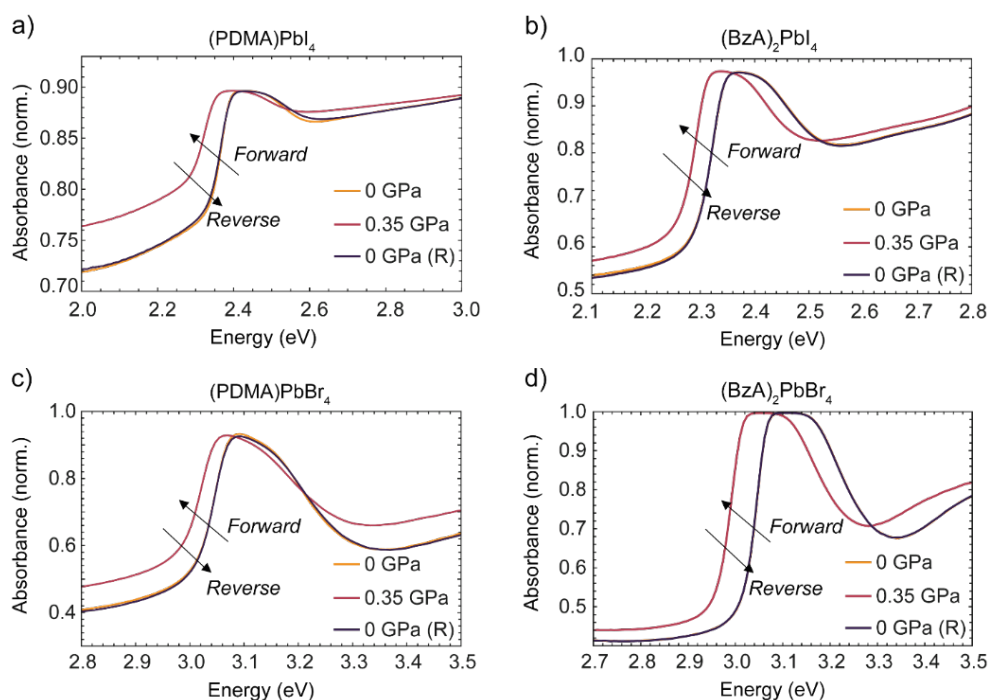 a)
(PDMA)PbI4
Absorbance (norm.)
0.90
0.85
0.80
0.75
0.70
Forward
Reverse
0 GPa
0.35 GPa
0 GPa (R)
2.0 2.2 2.4 2.6 2.8 3.0
Energy (eV)
b)
(BzA)2PbI4
Absorbance (norm.)
1.0
0.9
0.8
0.7
0.6
0.5
Forward
Reverse
0 GPa
0.35 GPa
0 GPa (R)
2.1 2.2 2.3 2.4 2.5 2.6 2.7 2.8
Energy (eV)
c)
(PDMA)PbBr4
Absorbance (norm.)
1.0
0.8
0.6
0.4
Forward
Reverse
0 GPa
0.35 GPa
0 GPa (R)
2.8 2.9 3.0 3.1 3.2 3.3 3.4 3.5
Energy (eV)
d)
(BzA)2PbBr4
Absorbance (norm.)
1.0
0.9
0.8
0.7
0.6
0.5
Forward
Reverse
0 GPa
0.35 GPa
0 GPa (R)
2.7 2.8 2.9 3.0 3.1 3.2 3.3 3.4 3.5
Energy (eV)